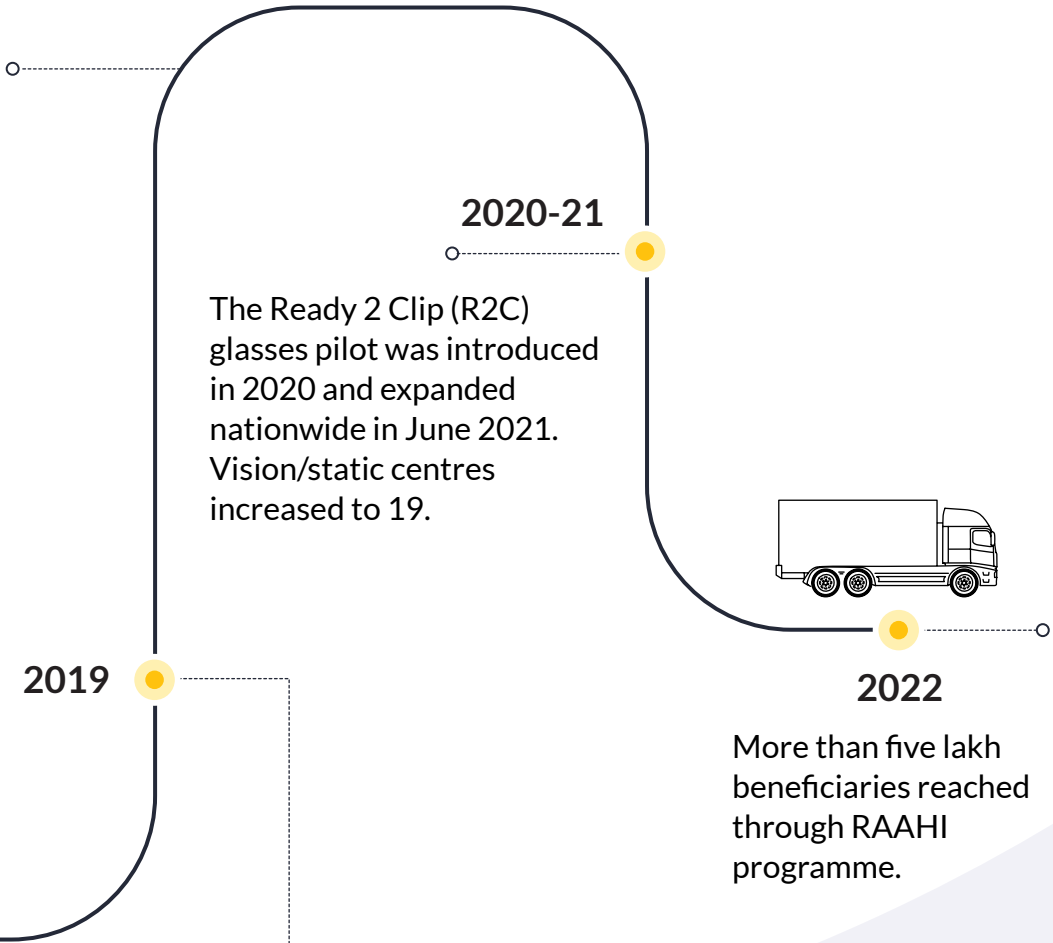 2020-21
The Ready 2 Clip (R2C)
glasses pilot was introduced
in 2020 and expanded
nationwide in June 2021.
Vision/static centres
increased to 19.
2019
2022
More than five lakh
beneficiaries reached
through RAAHI
programme.